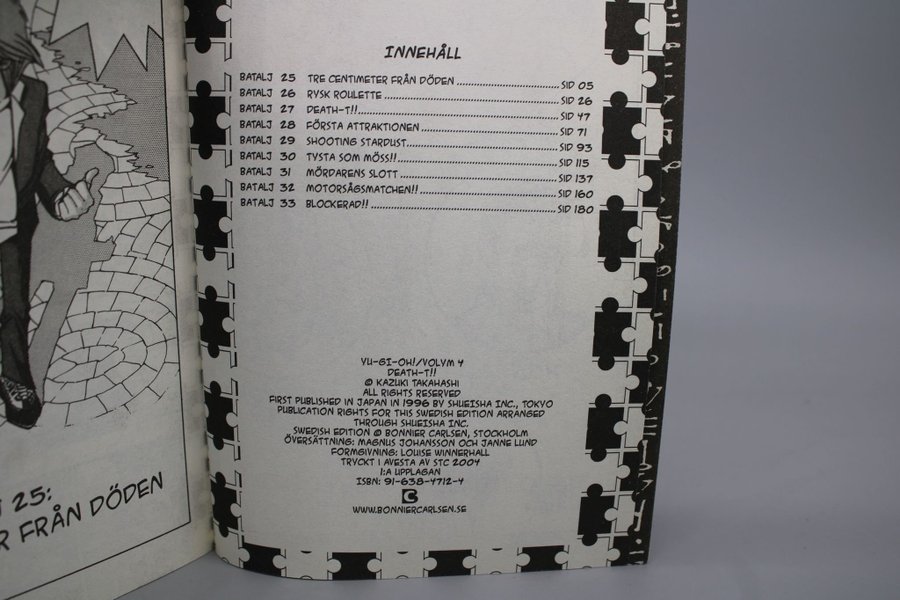 INNEHÅLL
BATALJ 25 TRE CENTIMETER FRÅN DÖDEN SID 05
BATALJ 26 RYSK ROULETTE SID 26
BATALJ 27 DEATH-T!! SID 47
BATALJ 28 FÖRSTA ATTRAKTIONEN SID 71
BATALJ 29 SHOOTING STARDUST SID 93
BATALJ 30 TYSTA SOM MÖSS!! SID 115
BATALJ 31 MÖRDARENS SLOTT SID 137
BATALJ 32 MOTORSÅGSMATCHEN!! SID 160
BATALJ 33 BLOCKERAD!! SID 180
YU-GI-OH!/VOLYM 4
DEATH-T!!
© KAZUKI TAKAHASHI
ALL RIGHTS RESERVED
FIRST PUBLISHED IN JAPAN IN 1996 BY SHUEISHA INC., TOKYO
PUBLICATION RIGHTS FOR THIS SWEDISH EDITION ARRANGED
THROUGH SHUEISHA INC.
SWEDISH EDITION © BONNIER CARLSEN, STOCKHOLM
ÖVERSÄTTNING: MAGNUS JOHANSSON OCH JANNE LUND
FORMGIVNING: LOUISE WINNERHALL
TRYCKT I AVESTA AV STC 2004
1:A UPPLAGAN
ISBN: 91-638-4712-4
C
WWW.BONNIERCARLSEN.SE
25:
FRÅN DÖDEN